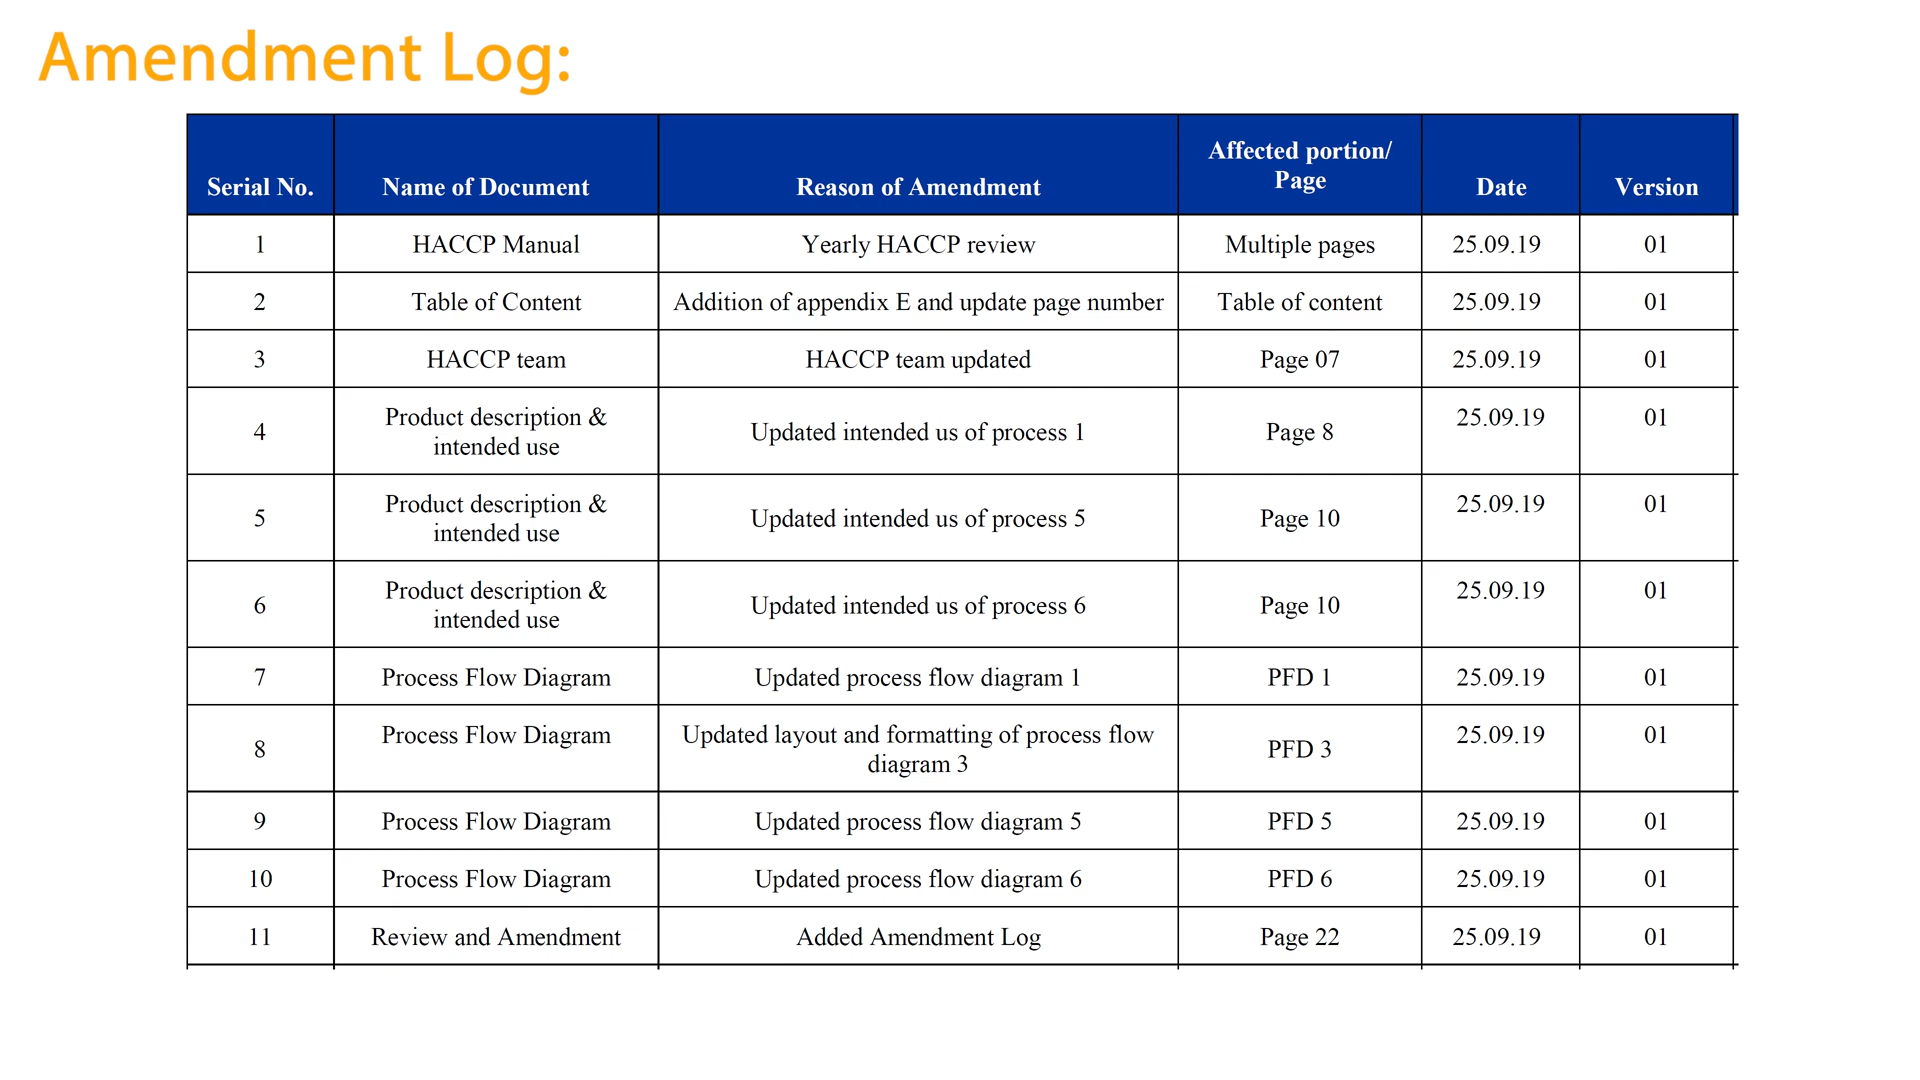 Amendment Log:
Serial No. Name of Document Reason of Amendment Affected portion/ Page Date Version
1 HACCP Manual Yearly HACCP review Multiple pages 25.09.19 01
2 Table of Content Addition of appendix E and update page number Table of content 25.09.19 01
3 HACCP team HACCP team updated Page 07 25.09.19 01
4 Product description & intended use Updated intended us of process 1 Page 8 25.09.19 01
5 Product description & intended use Updated intended us of process 5 Page 10 25.09.19 01
6 Product description & intended use Updated intended us of process 6 Page 10 25.09.19 01
7 Process Flow Diagram Updated process flow diagram 1 PFD 1 25.09.19 01
8 Process Flow Diagram Updated layout and formatting of process flow diagram 3 PFD 3 25.09.19 01
9 Process Flow Diagram Updated process flow diagram 5 PFD 5 25.09.19 01
10 Process Flow Diagram Updated process flow diagram 6 PFD 6 25.09.19 01
11 Review and Amendment Added Amendment Log Page 22 25.09.19 01